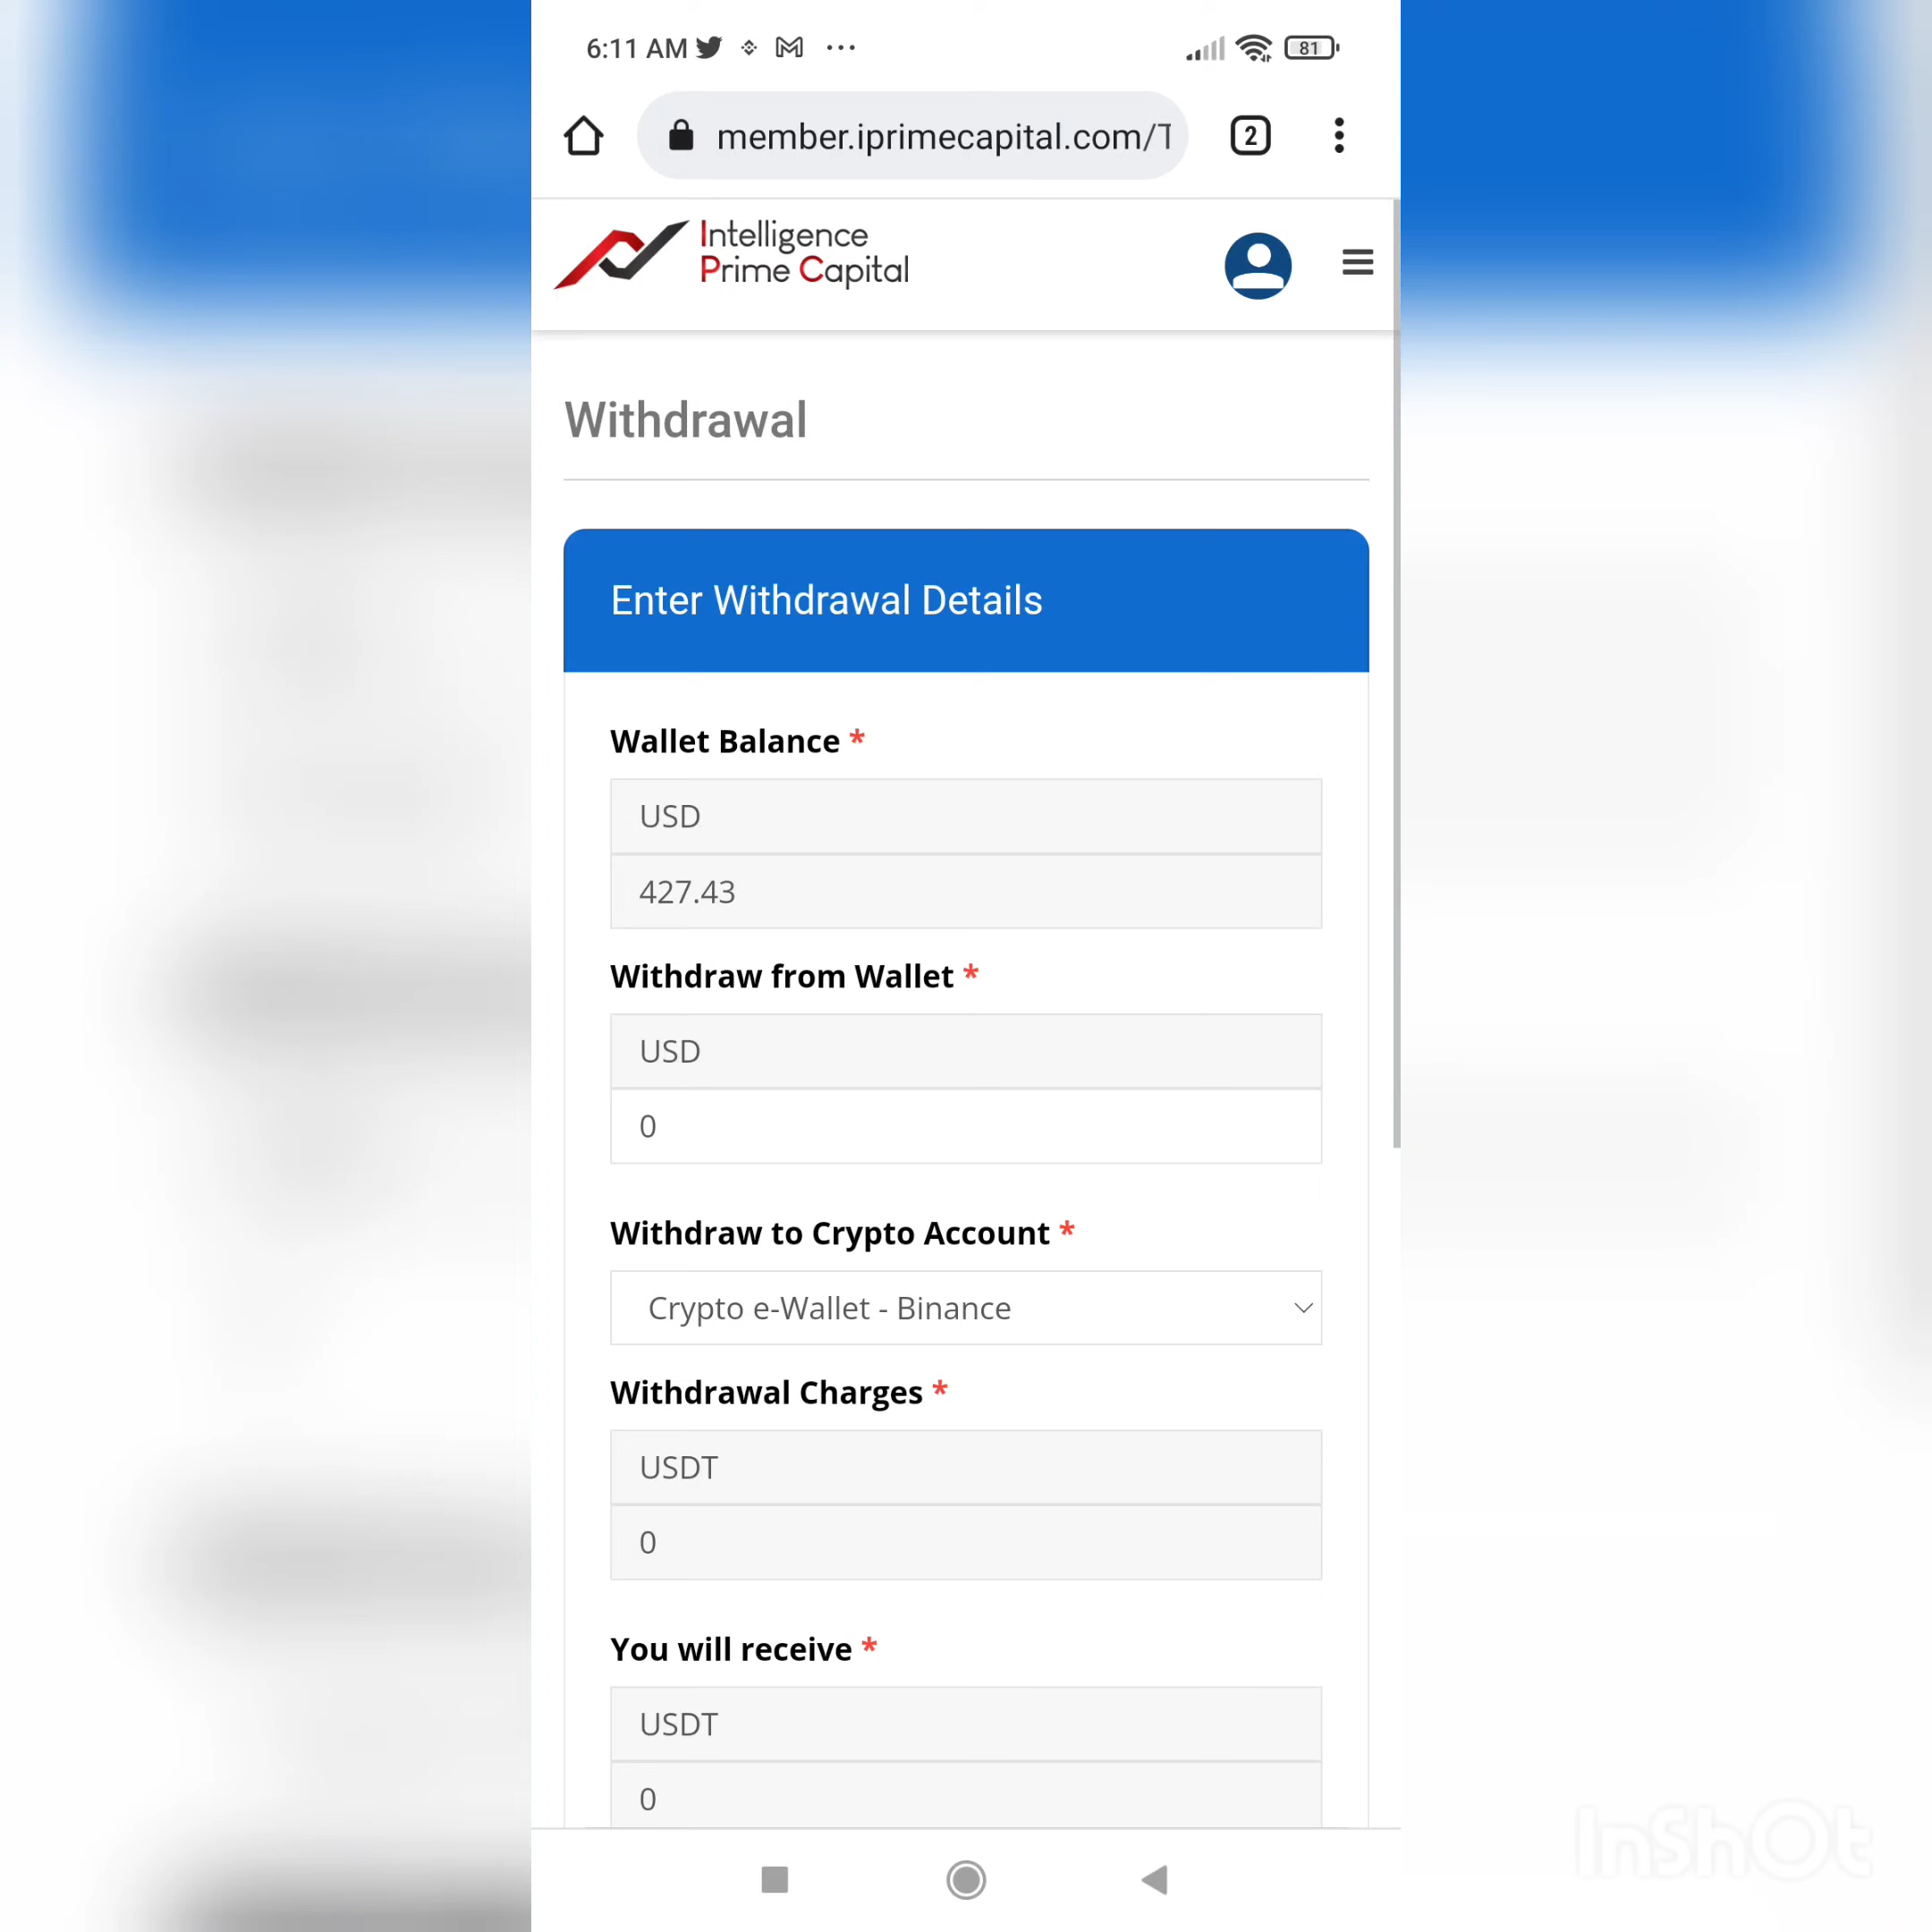 6:11 AM
81
member.iprimecapital.com/T
2
Intelligence
Prime Capital
Withdrawal
Enter Withdrawal Details
Wallet Balance *
USD
427.43
Withdraw from Wallet *
USD
0
Withdraw to Crypto Account *
Crypto e-Wallet - Binance
Withdrawal Charges *
USDT
0
You will receive *
USDT
0
InShOt